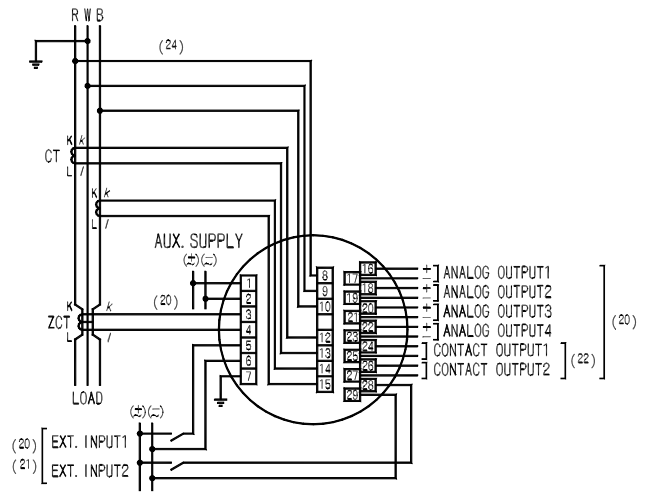 R W B
(24)
K k
CT
L l
K k
L l
AUX. SUPPLY
(+)(−)
(20)
K k
ZCT
L l
LOAD
1
2
3
4
5
6
7
8
9
10
12
13
14
15
16
17
18
19
20
21
22
23
24
25
26
27
28
29
+
− ANALOG OUTPUT1
+
− ANALOG OUTPUT2
+
− ANALOG OUTPUT3
+
− ANALOG OUTPUT4
CONTACT OUTPUT1
CONTACT OUTPUT2
(22)
(20)
(+)(−)
(20) EXT. INPUT1
(21) EXT. INPUT2